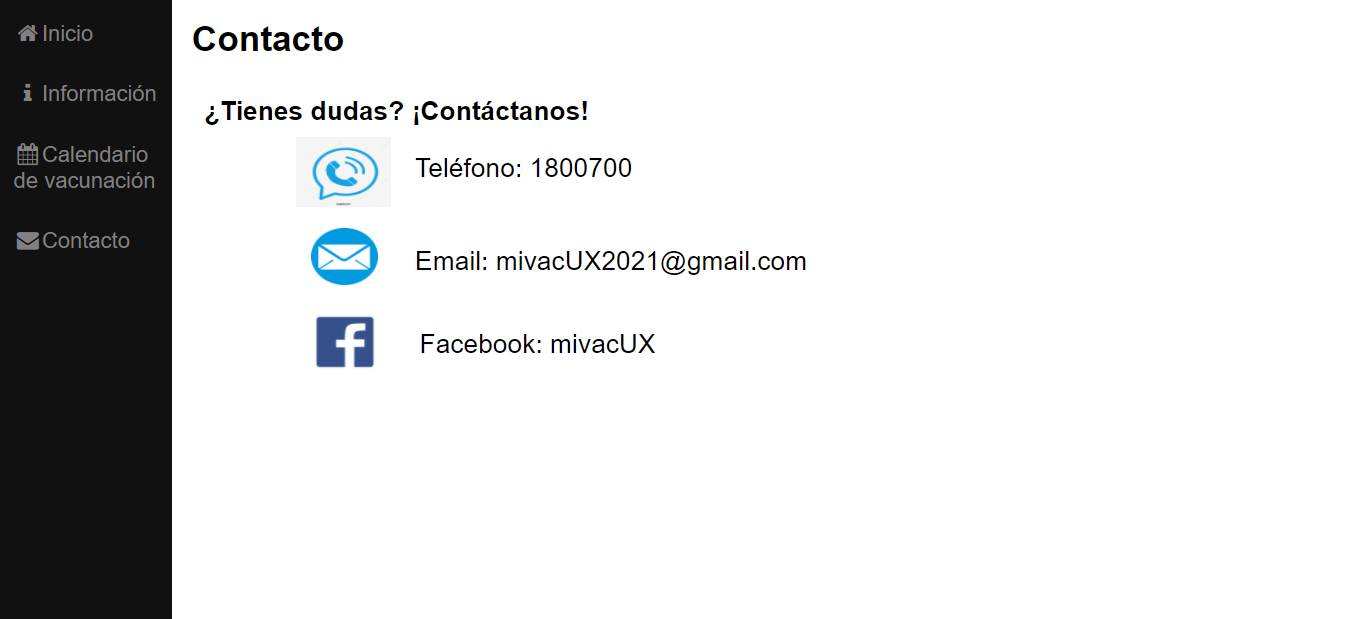 Inicio
Información
Calendario
de vacunación
Contacto
Contacto
¿Tienes dudas? ¡Contáctanos!
Teléfono: 1800700
Email: mivacUX2021@gmail.com
Facebook: mivacUX